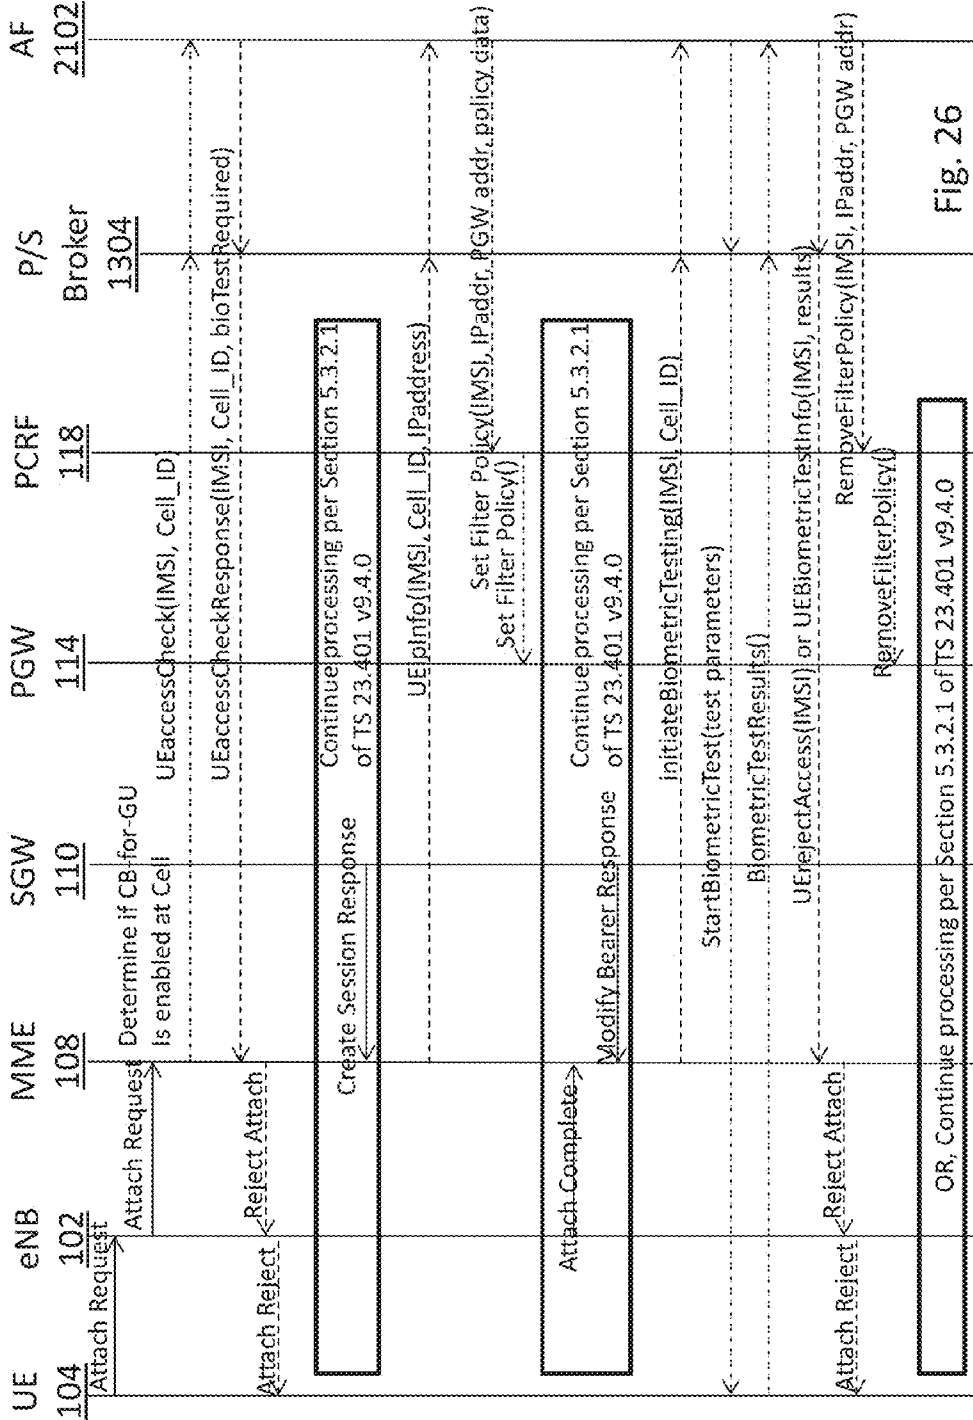 UE
104
eNB
102
MME
108
SGW
110
PGW
114
PCRF
118
P/S
Broker
1304
AF
2102
Attach Request
Attach Request
Determine if CB-for-GU
Is enabled at Cell
UEaccessCheck(IMSI, Cell_ID)
UEaccessCheckResponse(IMSI, Cell_ID, bioTestRequired)
Reject Attach
Attach Reject
Continue processing per Section 5.3.2.1
of TS 23.401 v9.4.0
Create Session Response
UEipInfo(IMSI, Cell_ID, IPaddress)
Set Filter Policy(IMSI, IPaddr, PGW addr, policy data)
Set Filter Policy()
Continue processing per Section 5.3.2.1
of TS 23.401 v9.4.0
Attach Complete
Modify Bearer Response
initiateBiometricTesting(IMSI, Cell_ID)
StartBiometricTest(test parameters)
BiometricTestResults()
UErejectAccess(IMSI) or UEBiometricTestInfo(IMSI, results)
Reject Attach
Attach Reject
RemoveFilterPolicy(IMSI, IPaddr, PGW addr)
RemoveFilterPolicy()
OR, Continue processing per Section 5.3.2.1 of TS 23.401 v9.4.0
Fig. 26